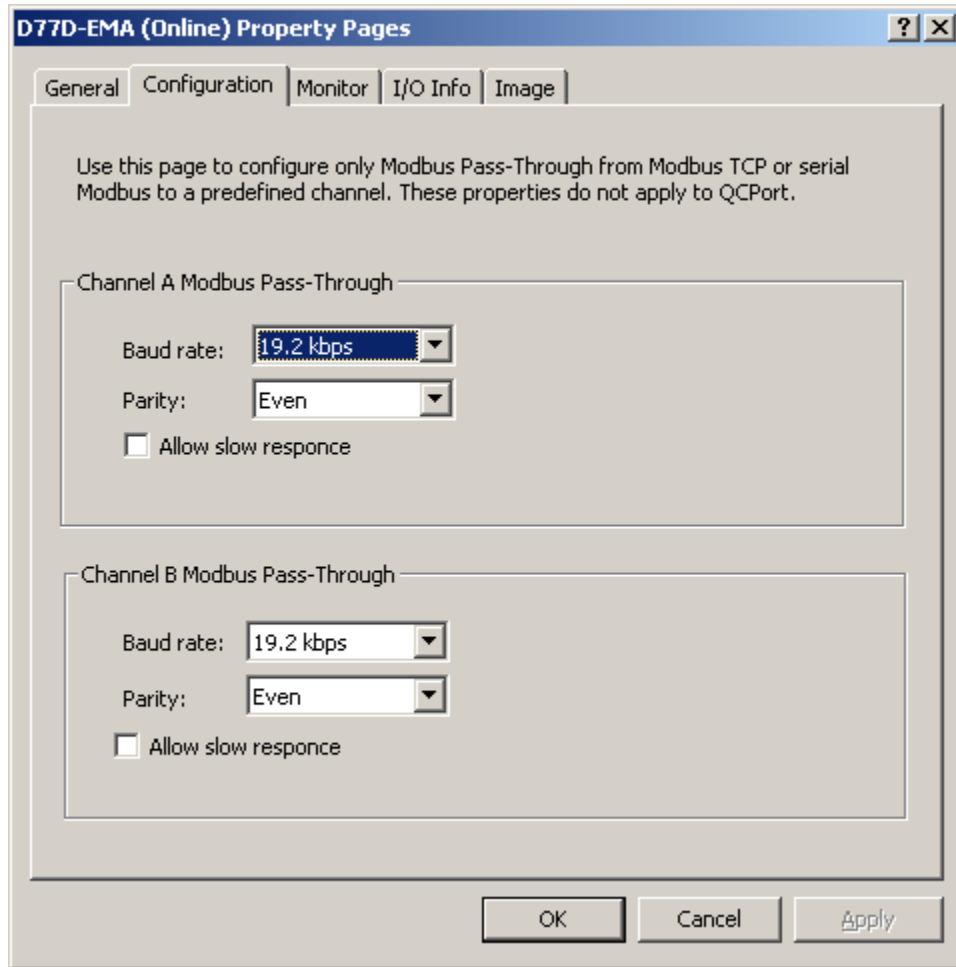 D77D-EMA (Online) Property Pages
General Configuration Monitor I/O Info Image
Use this page to configure only Modbus Pass-Through from Modbus TCP or serial
Modbus to a predefined channel. These properties do not apply to QCPort.
Channel A Modbus Pass-Through
Baud rate: 19.2 kbps
Parity: Even
Allow slow responce
Channel B Modbus Pass-Through
Baud rate: 19.2 kbps
Parity: Even
Allow slow responce
OK Cancel Apply